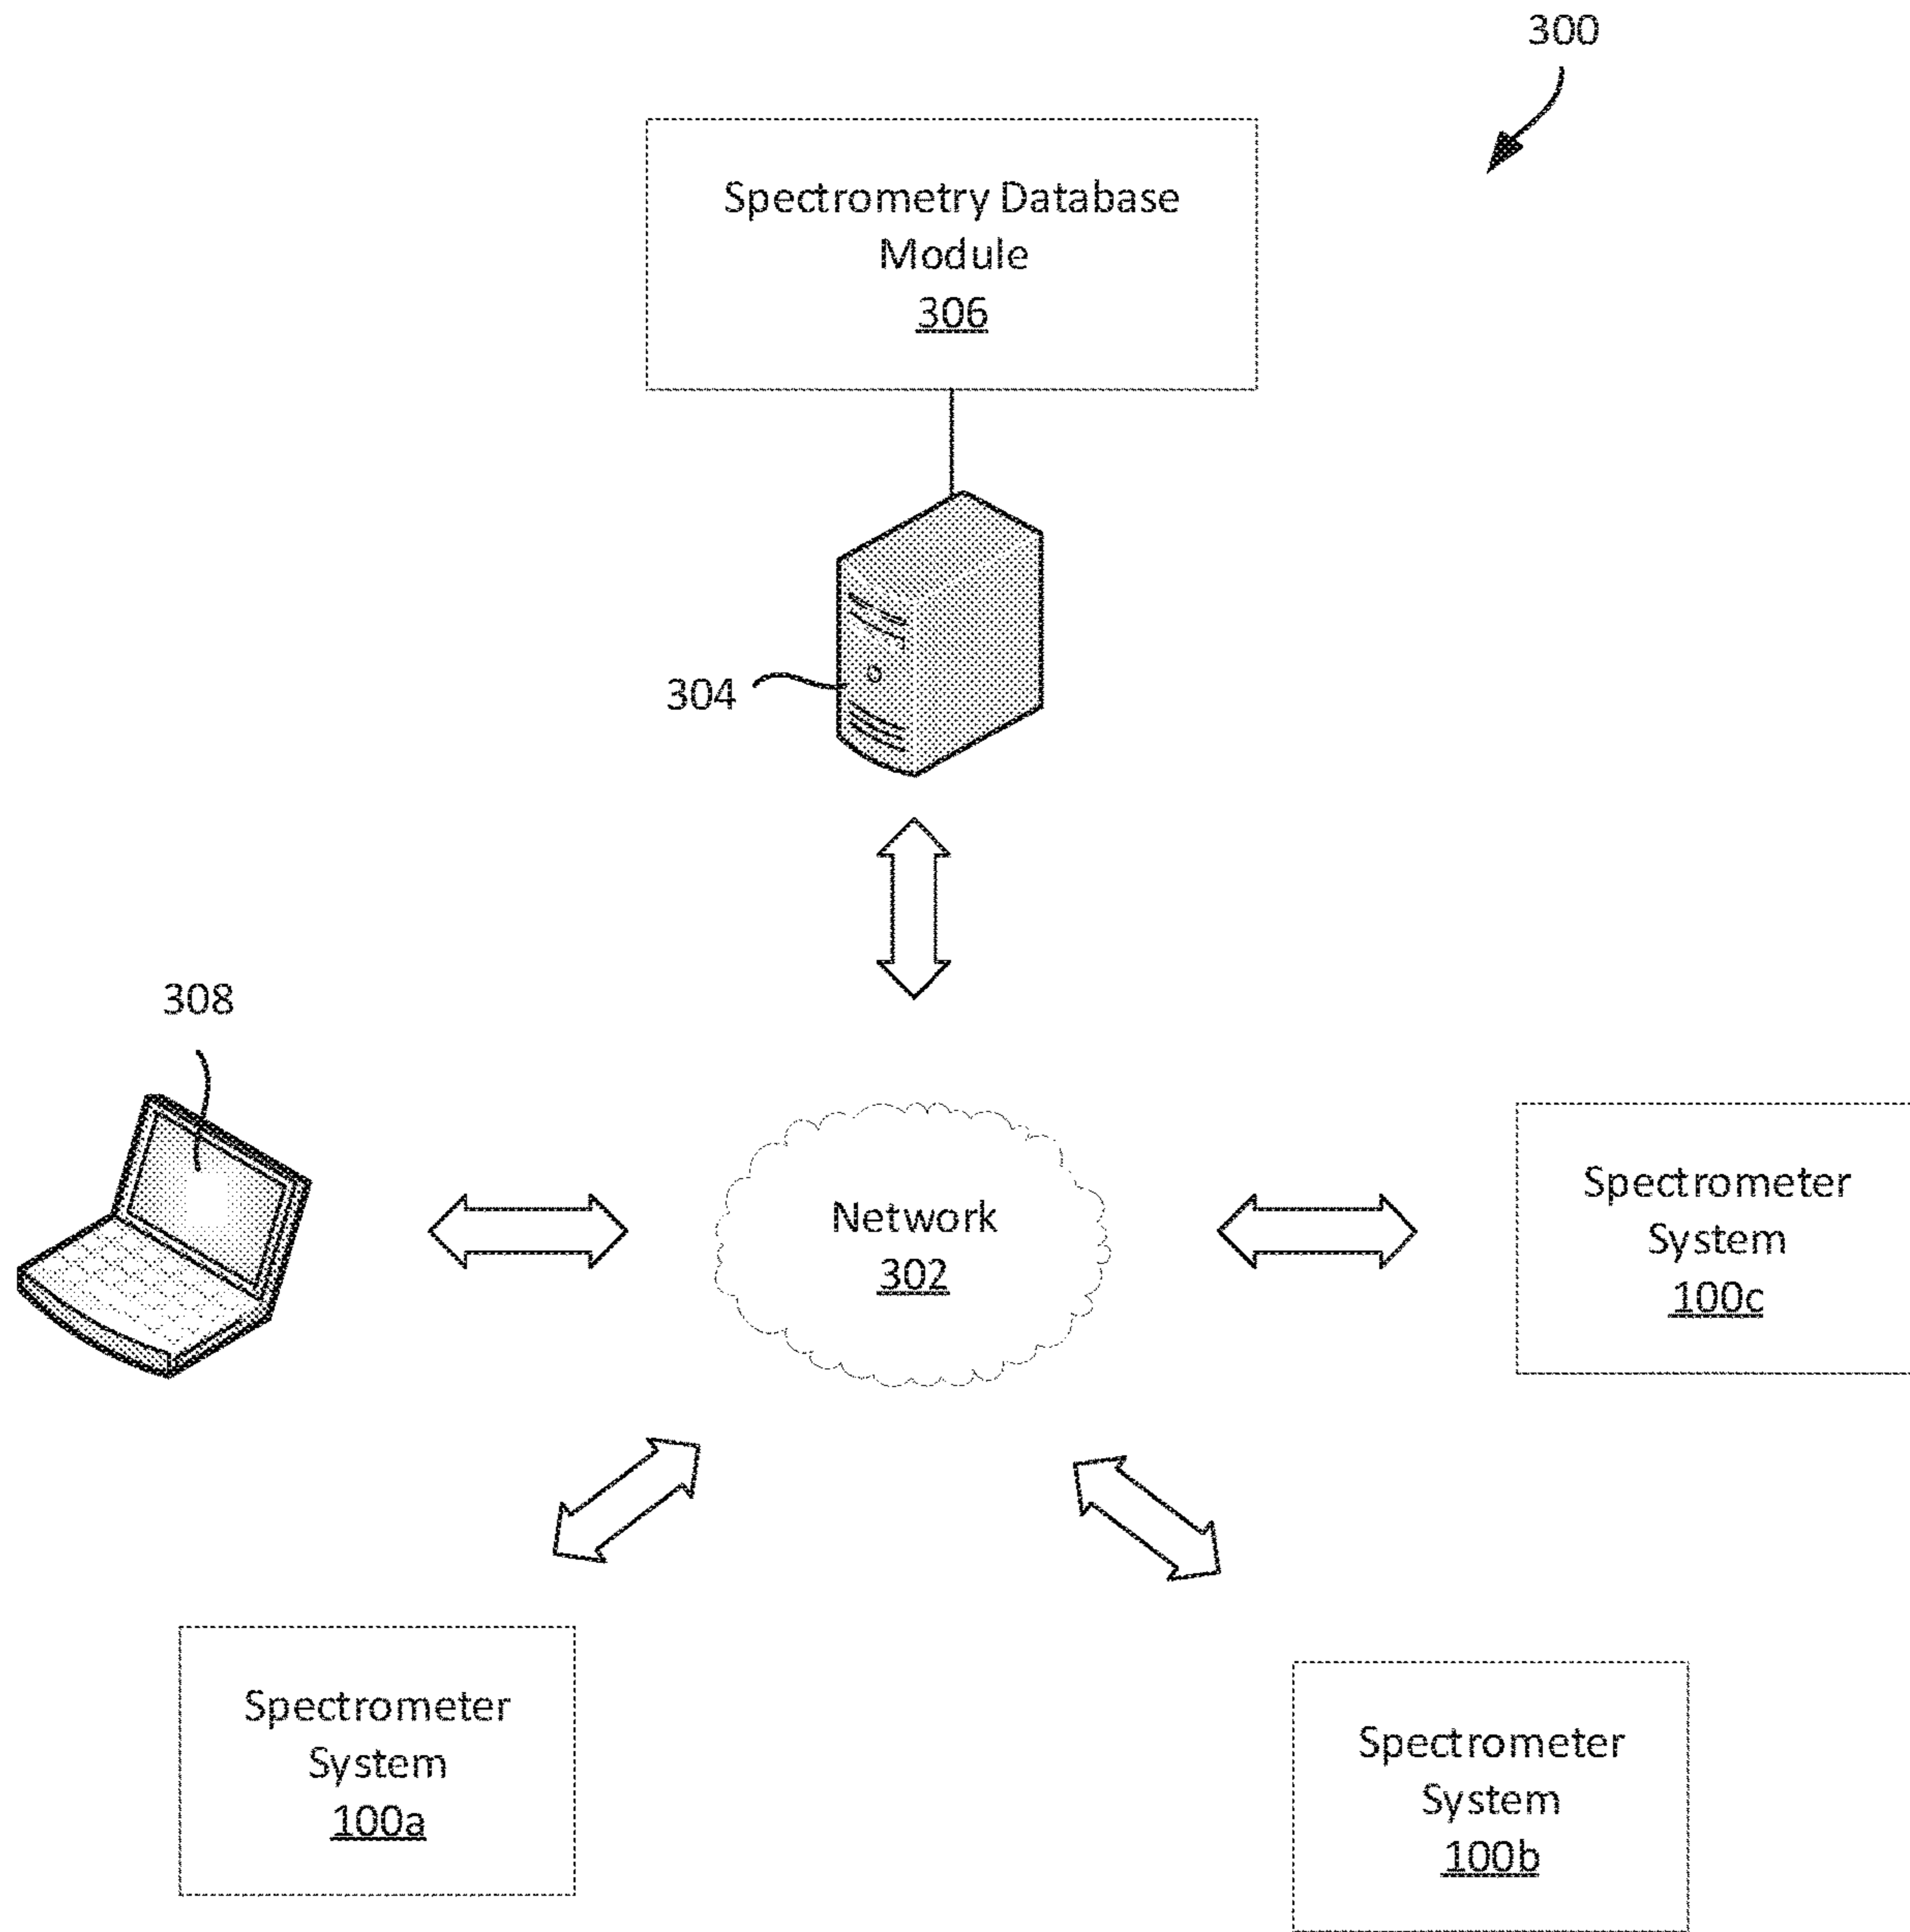 300
Spectrometry Database
Module
306
304
308
Network
302
Spectrometer
System
100c
Spectrometer
System
100a
Spectrometer
System
100b